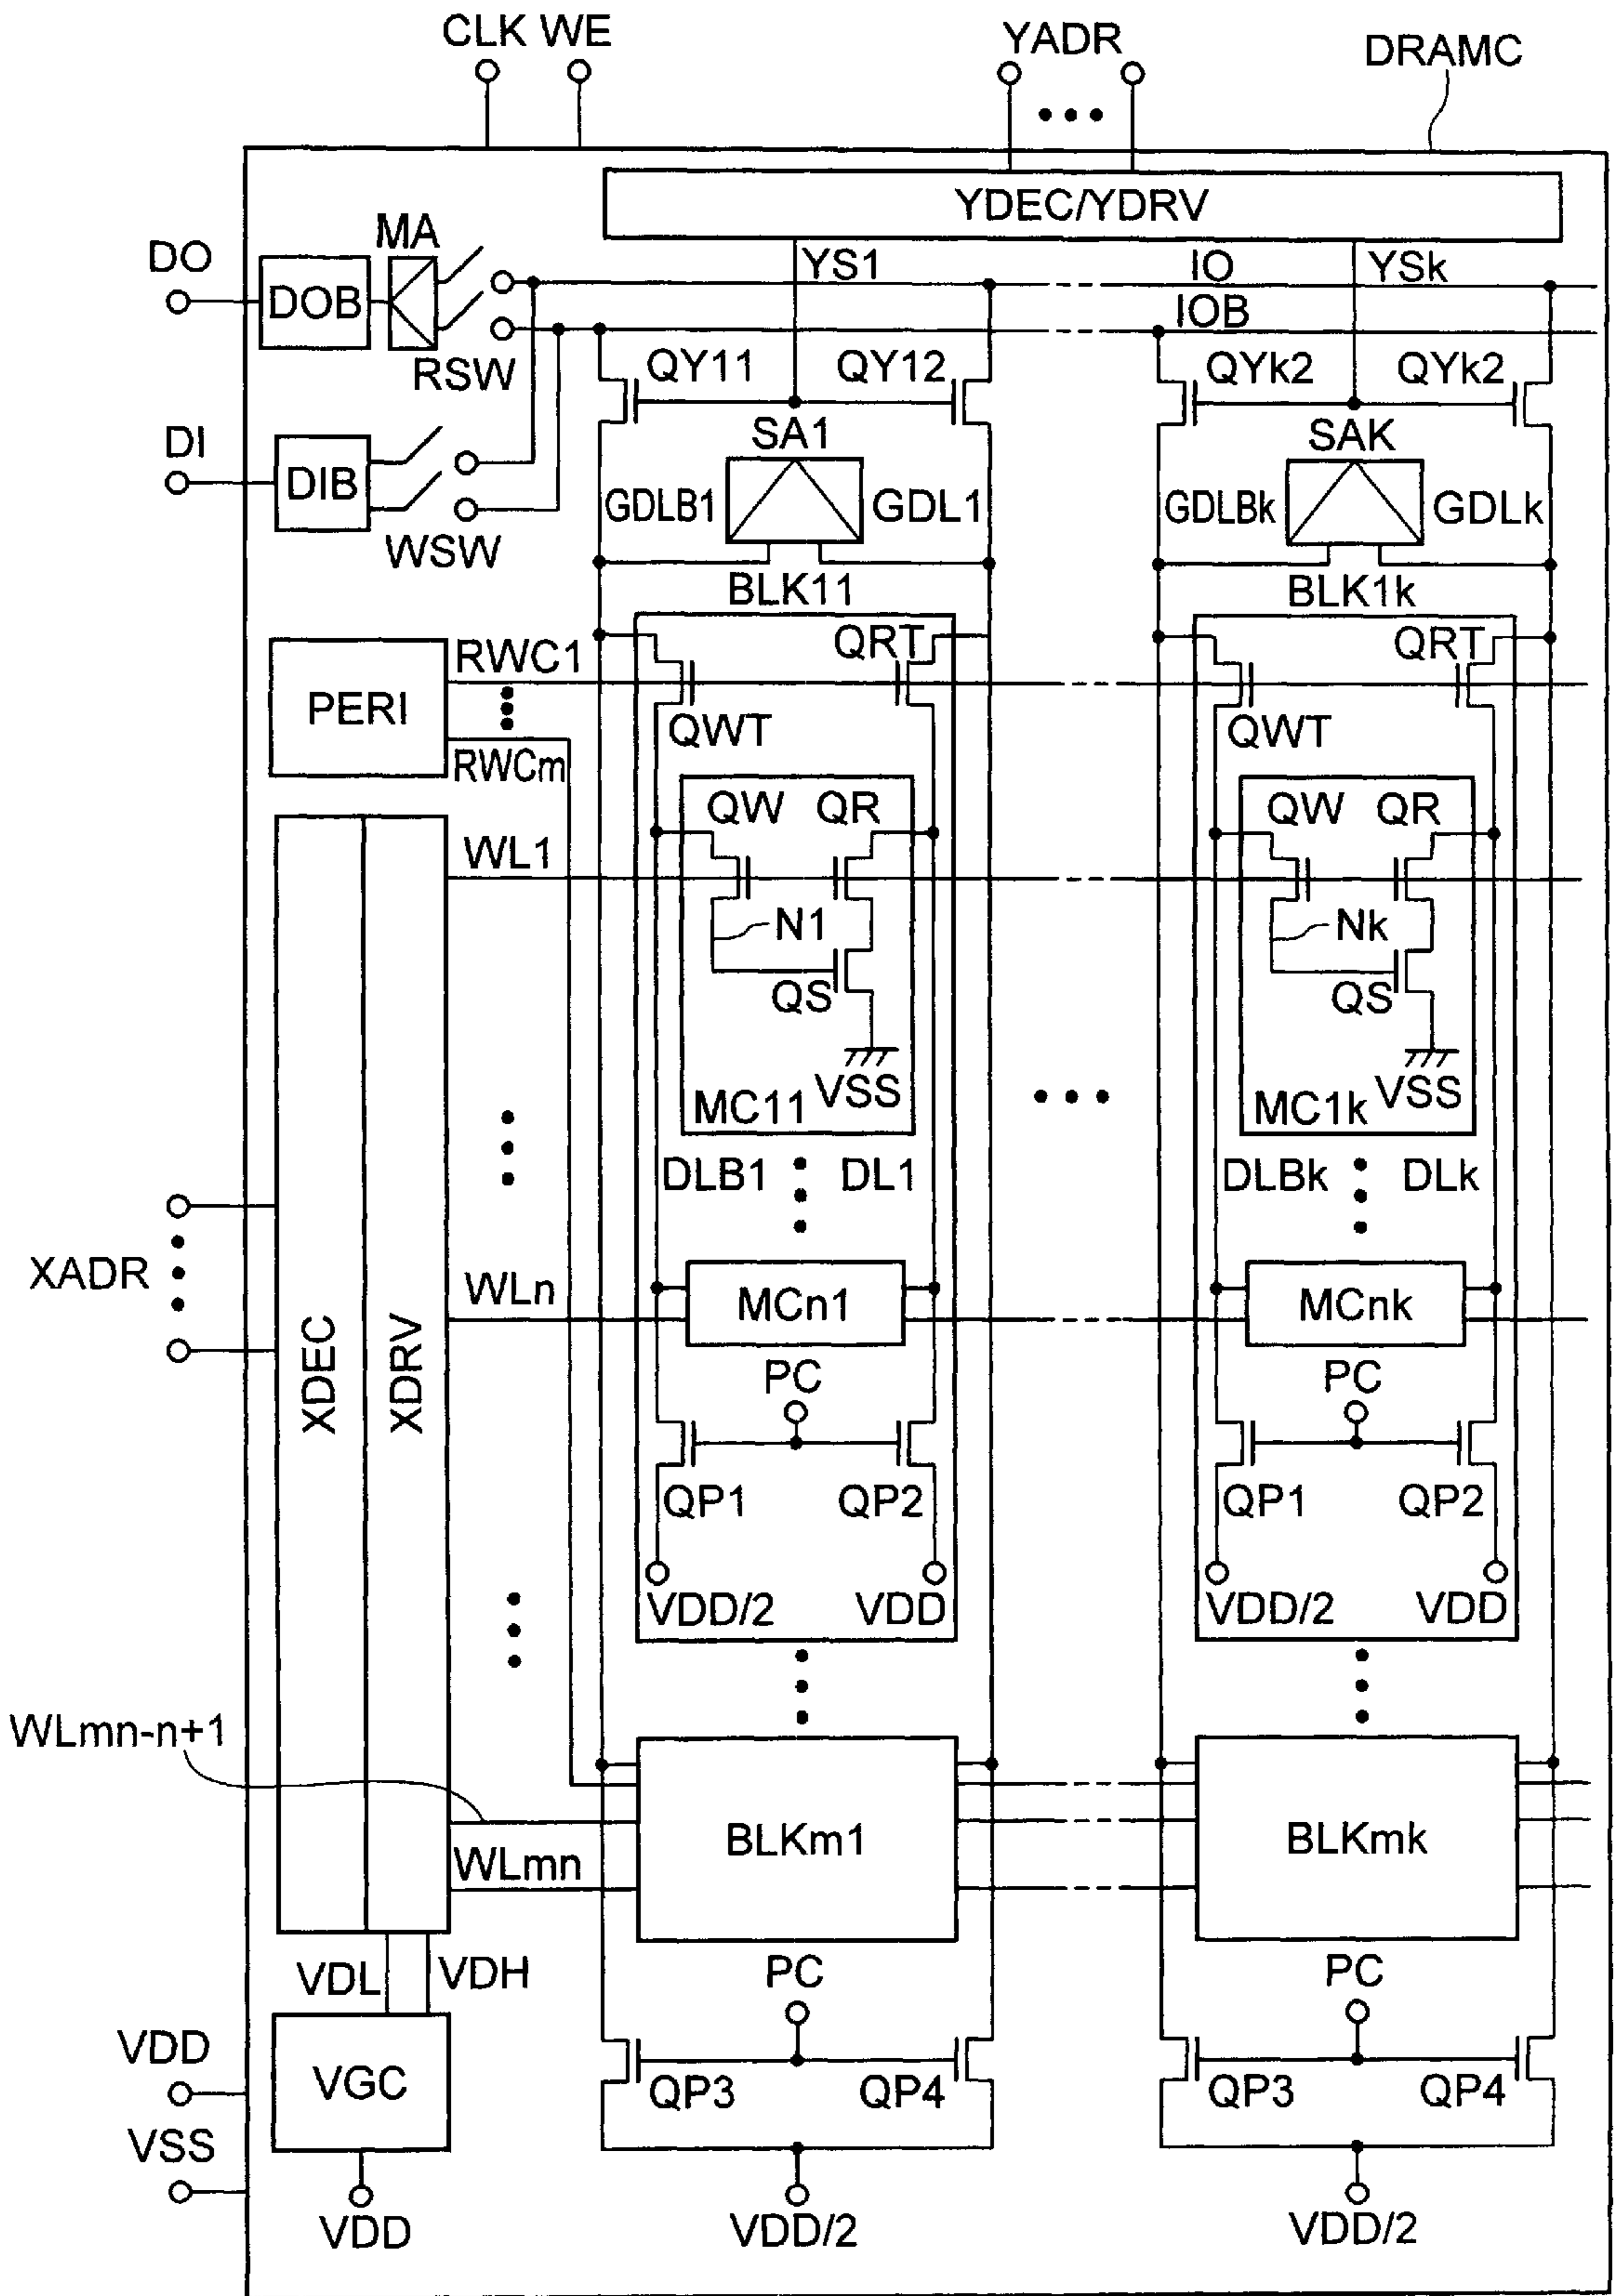 CLK WE
YADR
DRAMC
YDEC/YDRV
MA
DO
DOB
YS1
IO
YSk
IOB
RSW
QY11
QY12
QYk2
QYk2
DI
DIB
SA1
SAK
WSW
GDLB1
GDL1
GDLBk
GDLk
BLK11
BLK1k
PERI
RWC1
QRT
QRT
QWT
QWT
RWCm
QW
QR
QW
QR
WL1
N1
Nk
QS
QS
VSS
VSS
MC11
MC1k
DLB1
DL1
DLBk
DLk
XADR
WLn
MCn1
MCnk
XDEC
XDRV
PC
PC
QP1
QP2
QP1
QP2
VDD/2
VDD
VDD/2
VDD
WLmn-n+1
BLKm1
BLKmk
WLmn
VDL
VDH
PC
PC
VDD
VGC
QP3
QP4
QP3
QP4
VSS
VDD
VDD/2
VDD/2